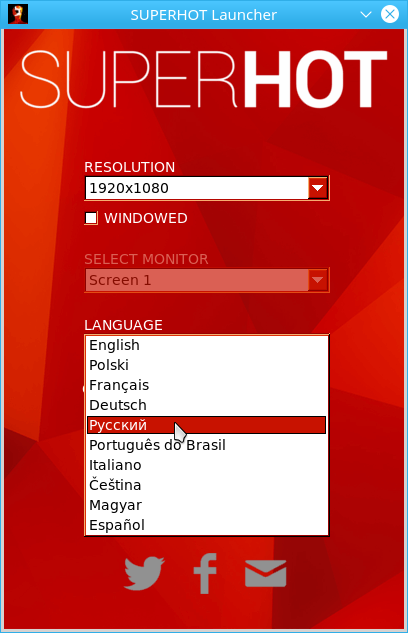 SUPERHOT Launcher
SUPERHOT
RESOLUTION
1920x1080
WINDOWED
SELECT MONITOR
Screen 1
LANGUAGE
English
Polski
Français
Deutsch
Русский
Português do Brasil
Italiano
Čeština
Magyar
Español